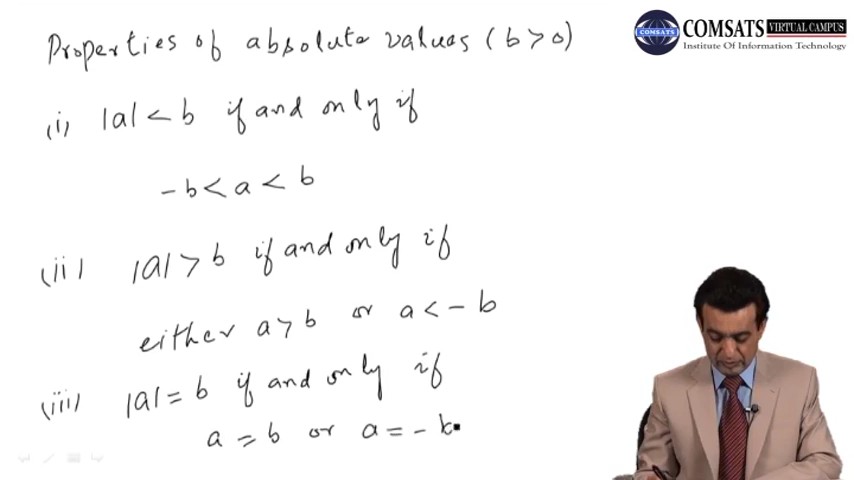 COMSATS
COMSATS VIRTUAL CAMPUS
Institute Of Information Technology
Properties of absolute values (b > 0)
(i) |a| < b if and only if
-b < a < b
(ii) |a| > b if and only if
either a > b or a < - b
(iii) |a| = b if and only if
a = b or a = - b